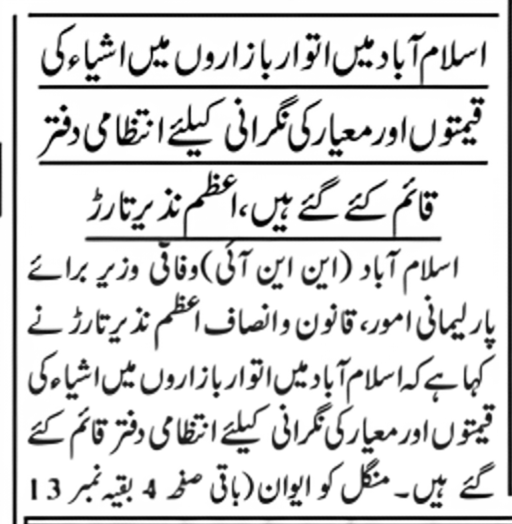 اسلام آباد میں اتوار بازاروں میں اشیاء کی
قیمتوں اور معیار کی نگرانی کیلئے انتظامی دفتر
قائم کئے گئے ہیں، اعظم نذیر تارڑ
اسلام آباد (این این آئی) وفاقی وزیر برائے
پارلیمانی امور، قانون و انصاف اعظم نذیر تارڑ نے
کہا ہے کہ اسلام آباد میں اتوار بازاروں میں اشیاء کی
قیمتوں اور معیار کی نگرانی کیلئے انتظامی دفتر قائم کئے
گئے ہیں۔ منگل کو ایوان (باقی صفحہ 4 بقیہ نمبر 13